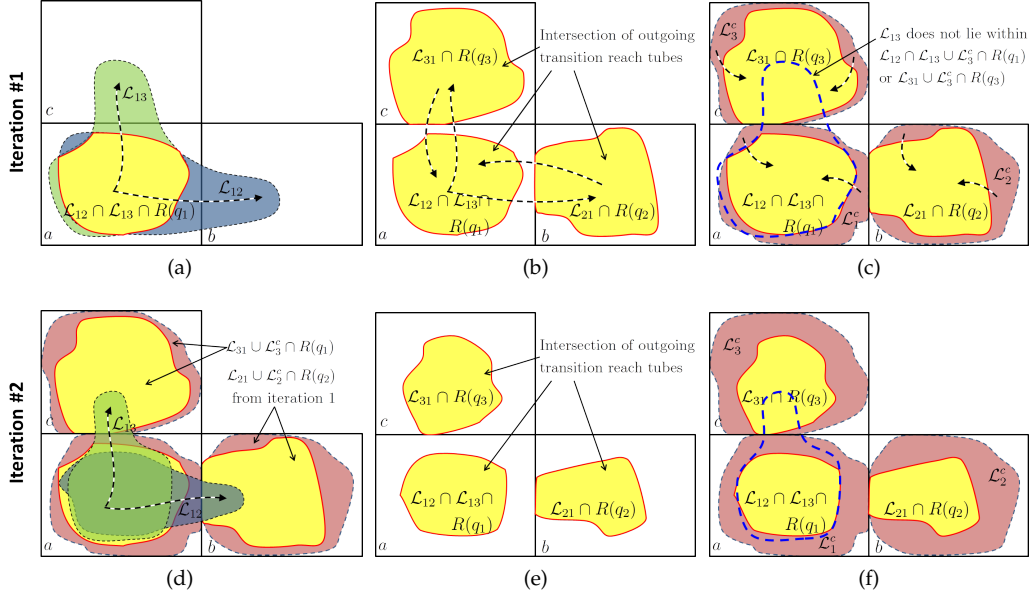 Iteration #1
ℒ₁₃
c
ℒ₁₂
ℒ₁₂ ∩ ℒ₁₃ ∩ R(q₁)
a
b
(a)
ℒ₃₁ ∩ R(q₃)
Intersection of outgoing
transition reach tubes
c
ℒ₁₂ ∩ ℒ₁₃∩
R(q₁)
ℒ₂₁ ∩ R(q₂)
a
b
(b)
ℒ₃ᶜ
ℒ₃₁ ∩ R(q₃)
ℒ₁₃ does not lie within
ℒ₁₂ ∩ ℒ₁₃ ∪ ℒ₃ᶜ ∩ R(q₁)
or ℒ₃₁ ∪ ℒ₃ᶜ ∩ R(q₃)
c
ℒ₂ᶜ
ℒ₁₂ ∩ ℒ₁₃∩
R(q₁)
ℒ₁ᶜ
ℒ₂₁ ∩ R(q₂)
a
b
(c)
Iteration #2
ℒ₃₁ ∪ ℒ₃ᶜ ∩ R(q₁)
ℒ₂₁ ∪ ℒ₂ᶜ ∩ R(q₂)
from iteration 1
c
ℒ₁₃
ℒ₁₂
a
b
(d)
Intersection of outgoing
transition reach tubes
ℒ₃₁ ∩ R(q₃)
c
ℒ₁₂ ∩ ℒ₁₃∩
R(q₁)
ℒ₂₁ ∩ R(q₂)
a
b
(e)
ℒ₃ᶜ
ℒ₃₁ ∩ R(q₃)
c
ℒ₂ᶜ
ℒ₁₂ ∩ ℒ₁₃∩
R(q₁)
ℒ₂₁ ∩ R(q₂)
ℒ₁ᶜ
a
b
(f)